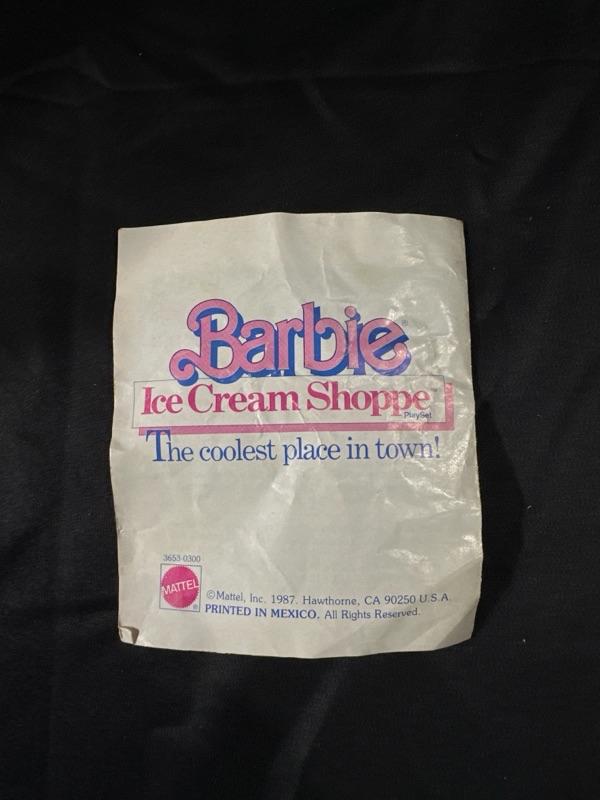 Barbie®
Ice Cream Shoppe™
PlaySet
The coolest place in town!
3653-0300
MATTEL®
©Mattel, Inc. 1987. Hawthorne, CA 90250 U.S.A.
PRINTED IN MEXICO. All Rights Reserved.